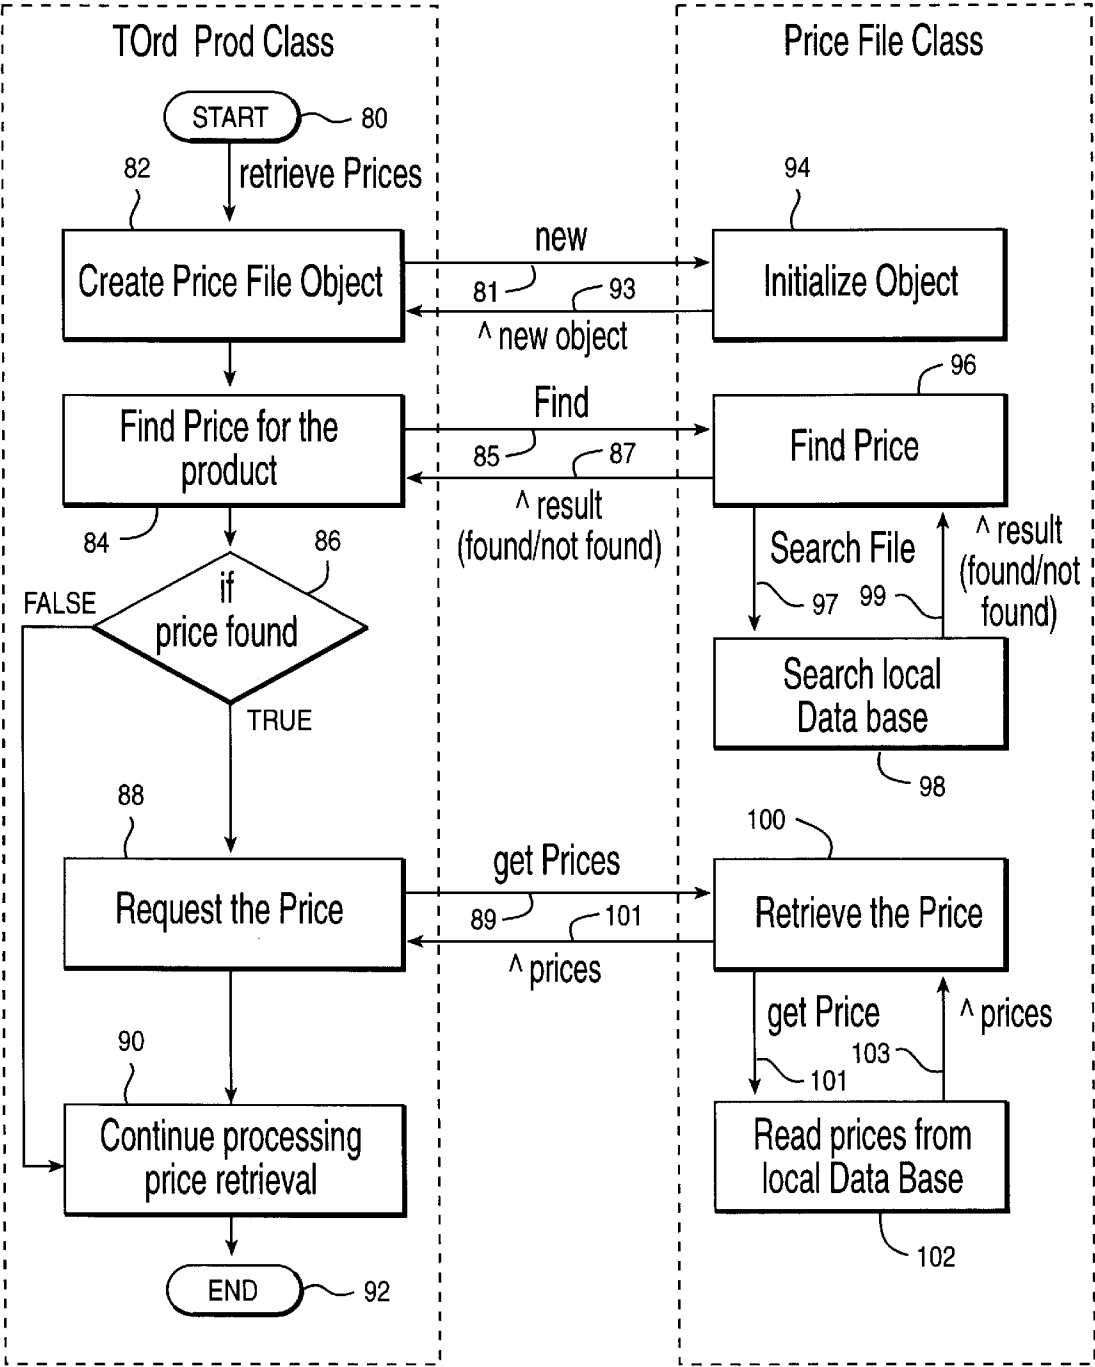 TOrd Prod Class
Price File Class
START
80
retrieve Prices
82
94
Create Price File Object
new
81
93
^ new object
Initialize Object
96
Find Price for the
product
84
Find
85
87
^ result
(found/not found)
Find Price
86
if
price found
FALSE
TRUE
Search File
97
99
^ result
(found/not
found)
Search local
Data base
98
88
100
Request the Price
get Prices
89
101
^ prices
Retrieve the Price
get Price
101
103
^ prices
90
Continue processing
price retrieval
Read prices from
local Data Base
102
END
92